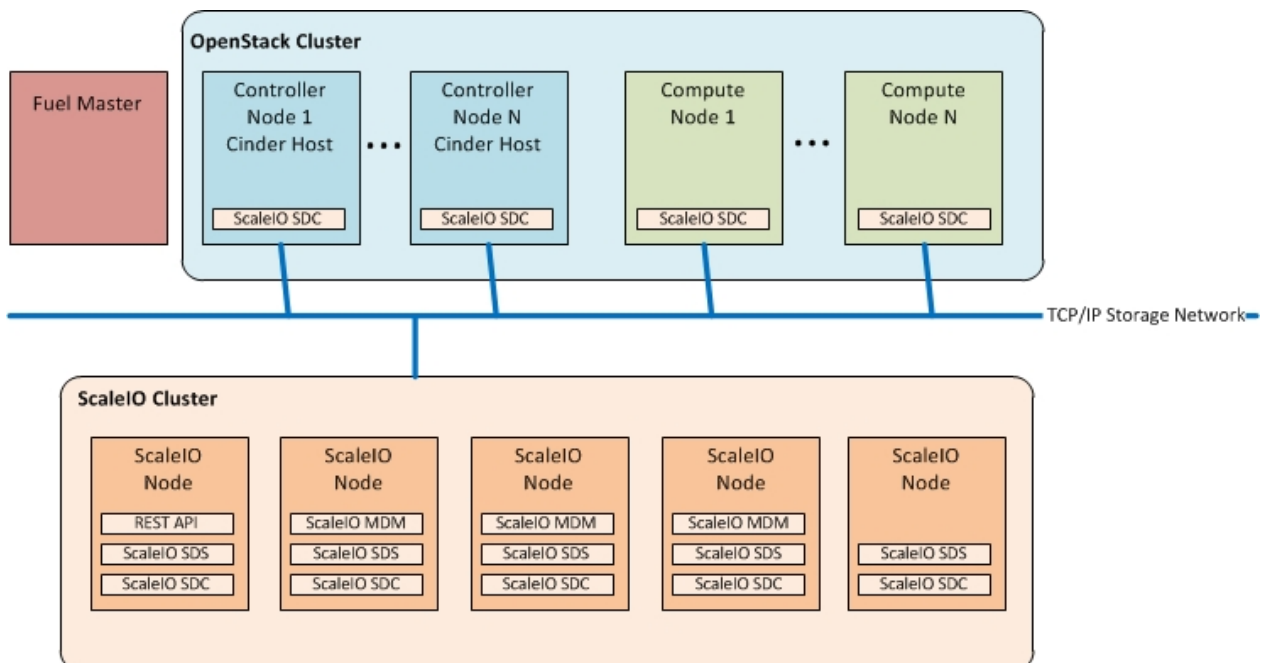 OpenStack Cluster
Fuel Master
Controller
Node 1
Cinder Host
ScaleIO SDC
...
Controller
Node N
Cinder Host
ScaleIO SDC
Compute
Node 1
ScaleIO SDC
...
Compute
Node N
ScaleIO SDC
TCP/IP Storage Network
ScaleIO Cluster
ScaleIO
Node
REST API
ScaleIO SDS
ScaleIO SDC
ScaleIO
Node
ScaleIO MDM
ScaleIO SDS
ScaleIO SDC
ScaleIO
Node
ScaleIO MDM
ScaleIO SDS
ScaleIO SDC
ScaleIO
Node
ScaleIO MDM
ScaleIO SDS
ScaleIO SDC
ScaleIO
Node
ScaleIO SDS
ScaleIO SDC